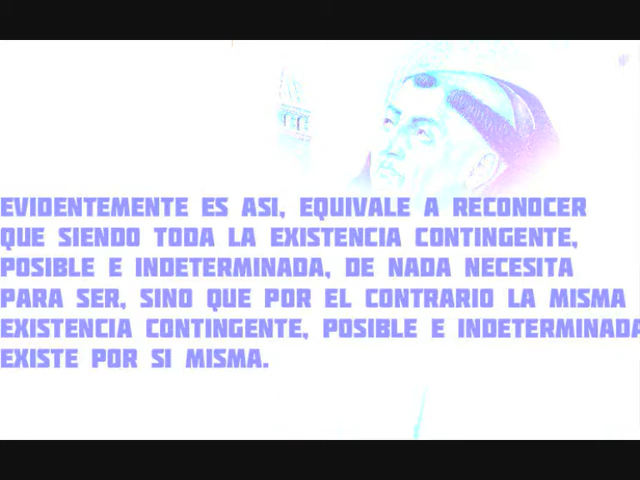 EVIDENTEMENTE ES ASI, EQUIVALE A RECONOCER
QUE SIENDO TODA LA EXISTENCIA CONTINGENTE,
POSIBLE E INDETERMINADA, DE NADA NECESITA
PARA SER, SINO QUE POR EL CONTRARIO LA MISMA
EXISTENCIA CONTINGENTE, POSIBLE E INDETERMINADA
EXISTE POR SI MISMA.